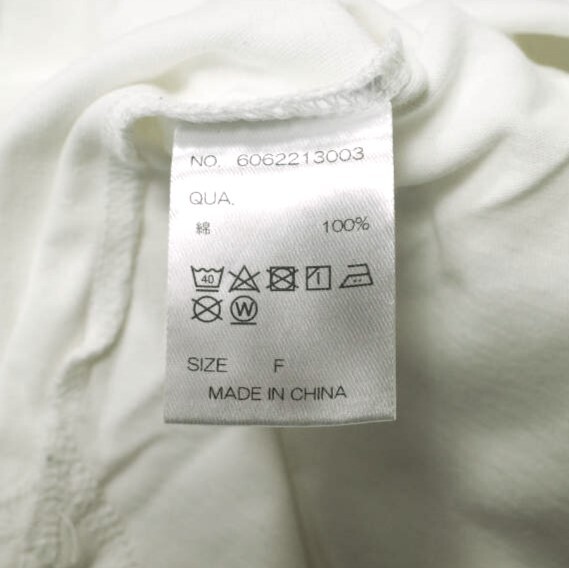 NO. 6062213003
QUA.
綿 100%
40
W
SIZE F
MADE IN CHINA